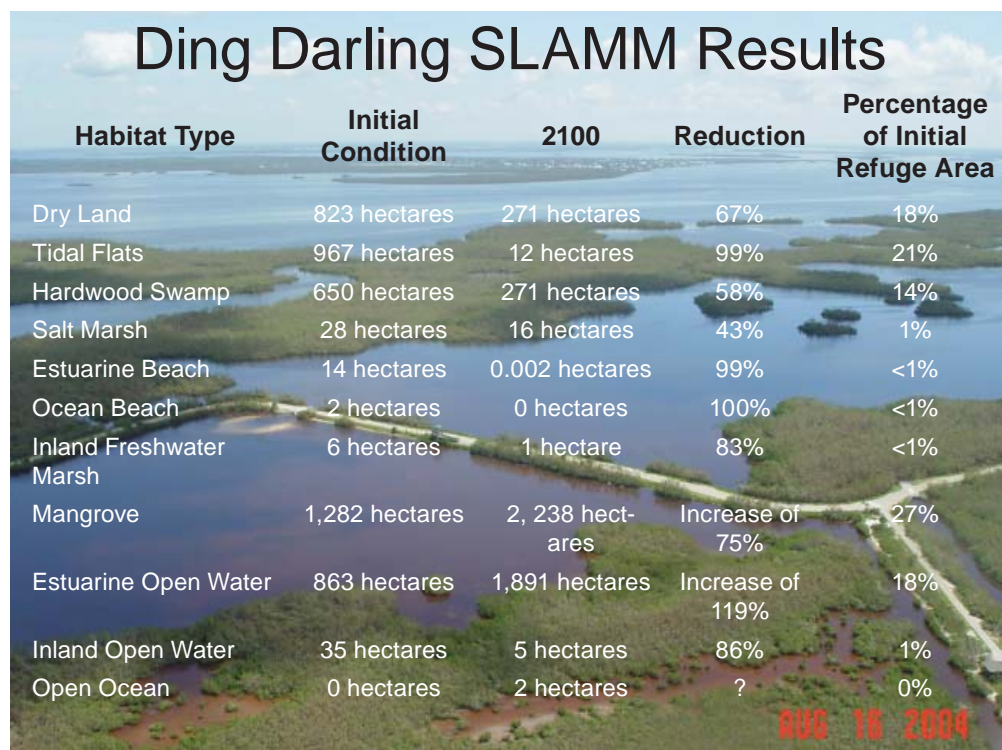 Ding Darling SLAMM Results
Habitat Type Initial Condition 2100 Reduction Percentage of Initial Refuge Area
Dry Land 823 hectares 271 hectares 67% 18%
Tidal Flats 967 hectares 12 hectares 99% 21%
Hardwood Swamp 650 hectares 271 hectares 58% 14%
Salt Marsh 28 hectares 16 hectares 43% 1%
Estuarine Beach 14 hectares 0.002 hectares 99% <1%
Ocean Beach 2 hectares 0 hectares 100% <1%
Inland Freshwater Marsh 6 hectares 1 hectare 83% <1%
Mangrove 1,282 hectares 2, 238 hect-ares Increase of 75% 27%
Estuarine Open Water 863 hectares 1,891 hectares Increase of 119% 18%
Inland Open Water 35 hectares 5 hectares 86% 1%
Open Ocean 0 hectares 2 hectares ? 0%
AUG 16 2004